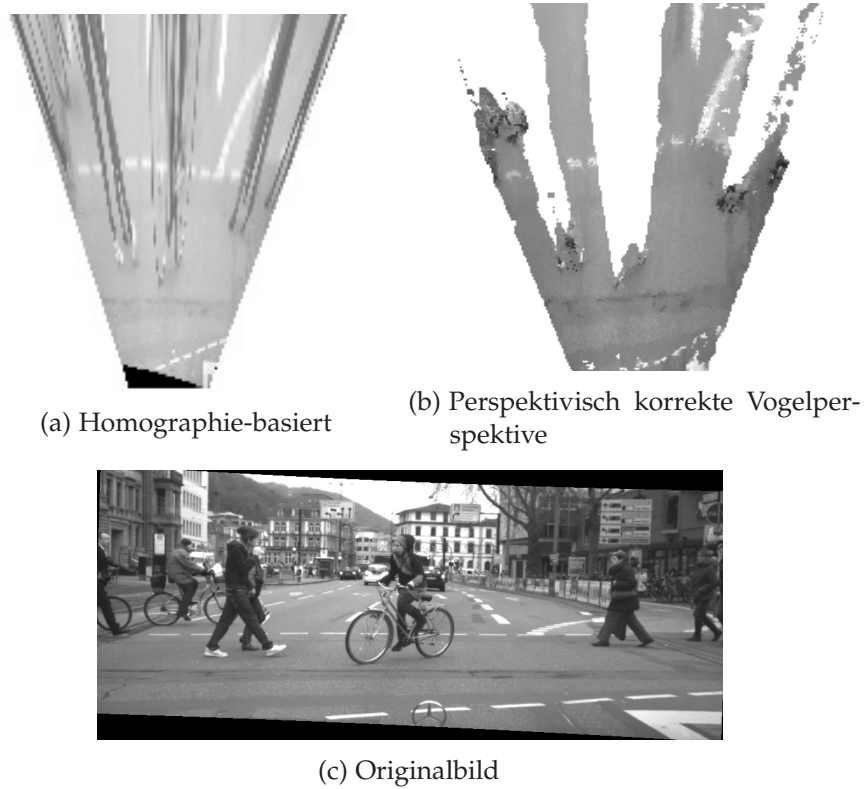 (a) Homographie-basiert
(b) Perspektivisch korrekte Vogelper-
spektive
(c) Originalbild